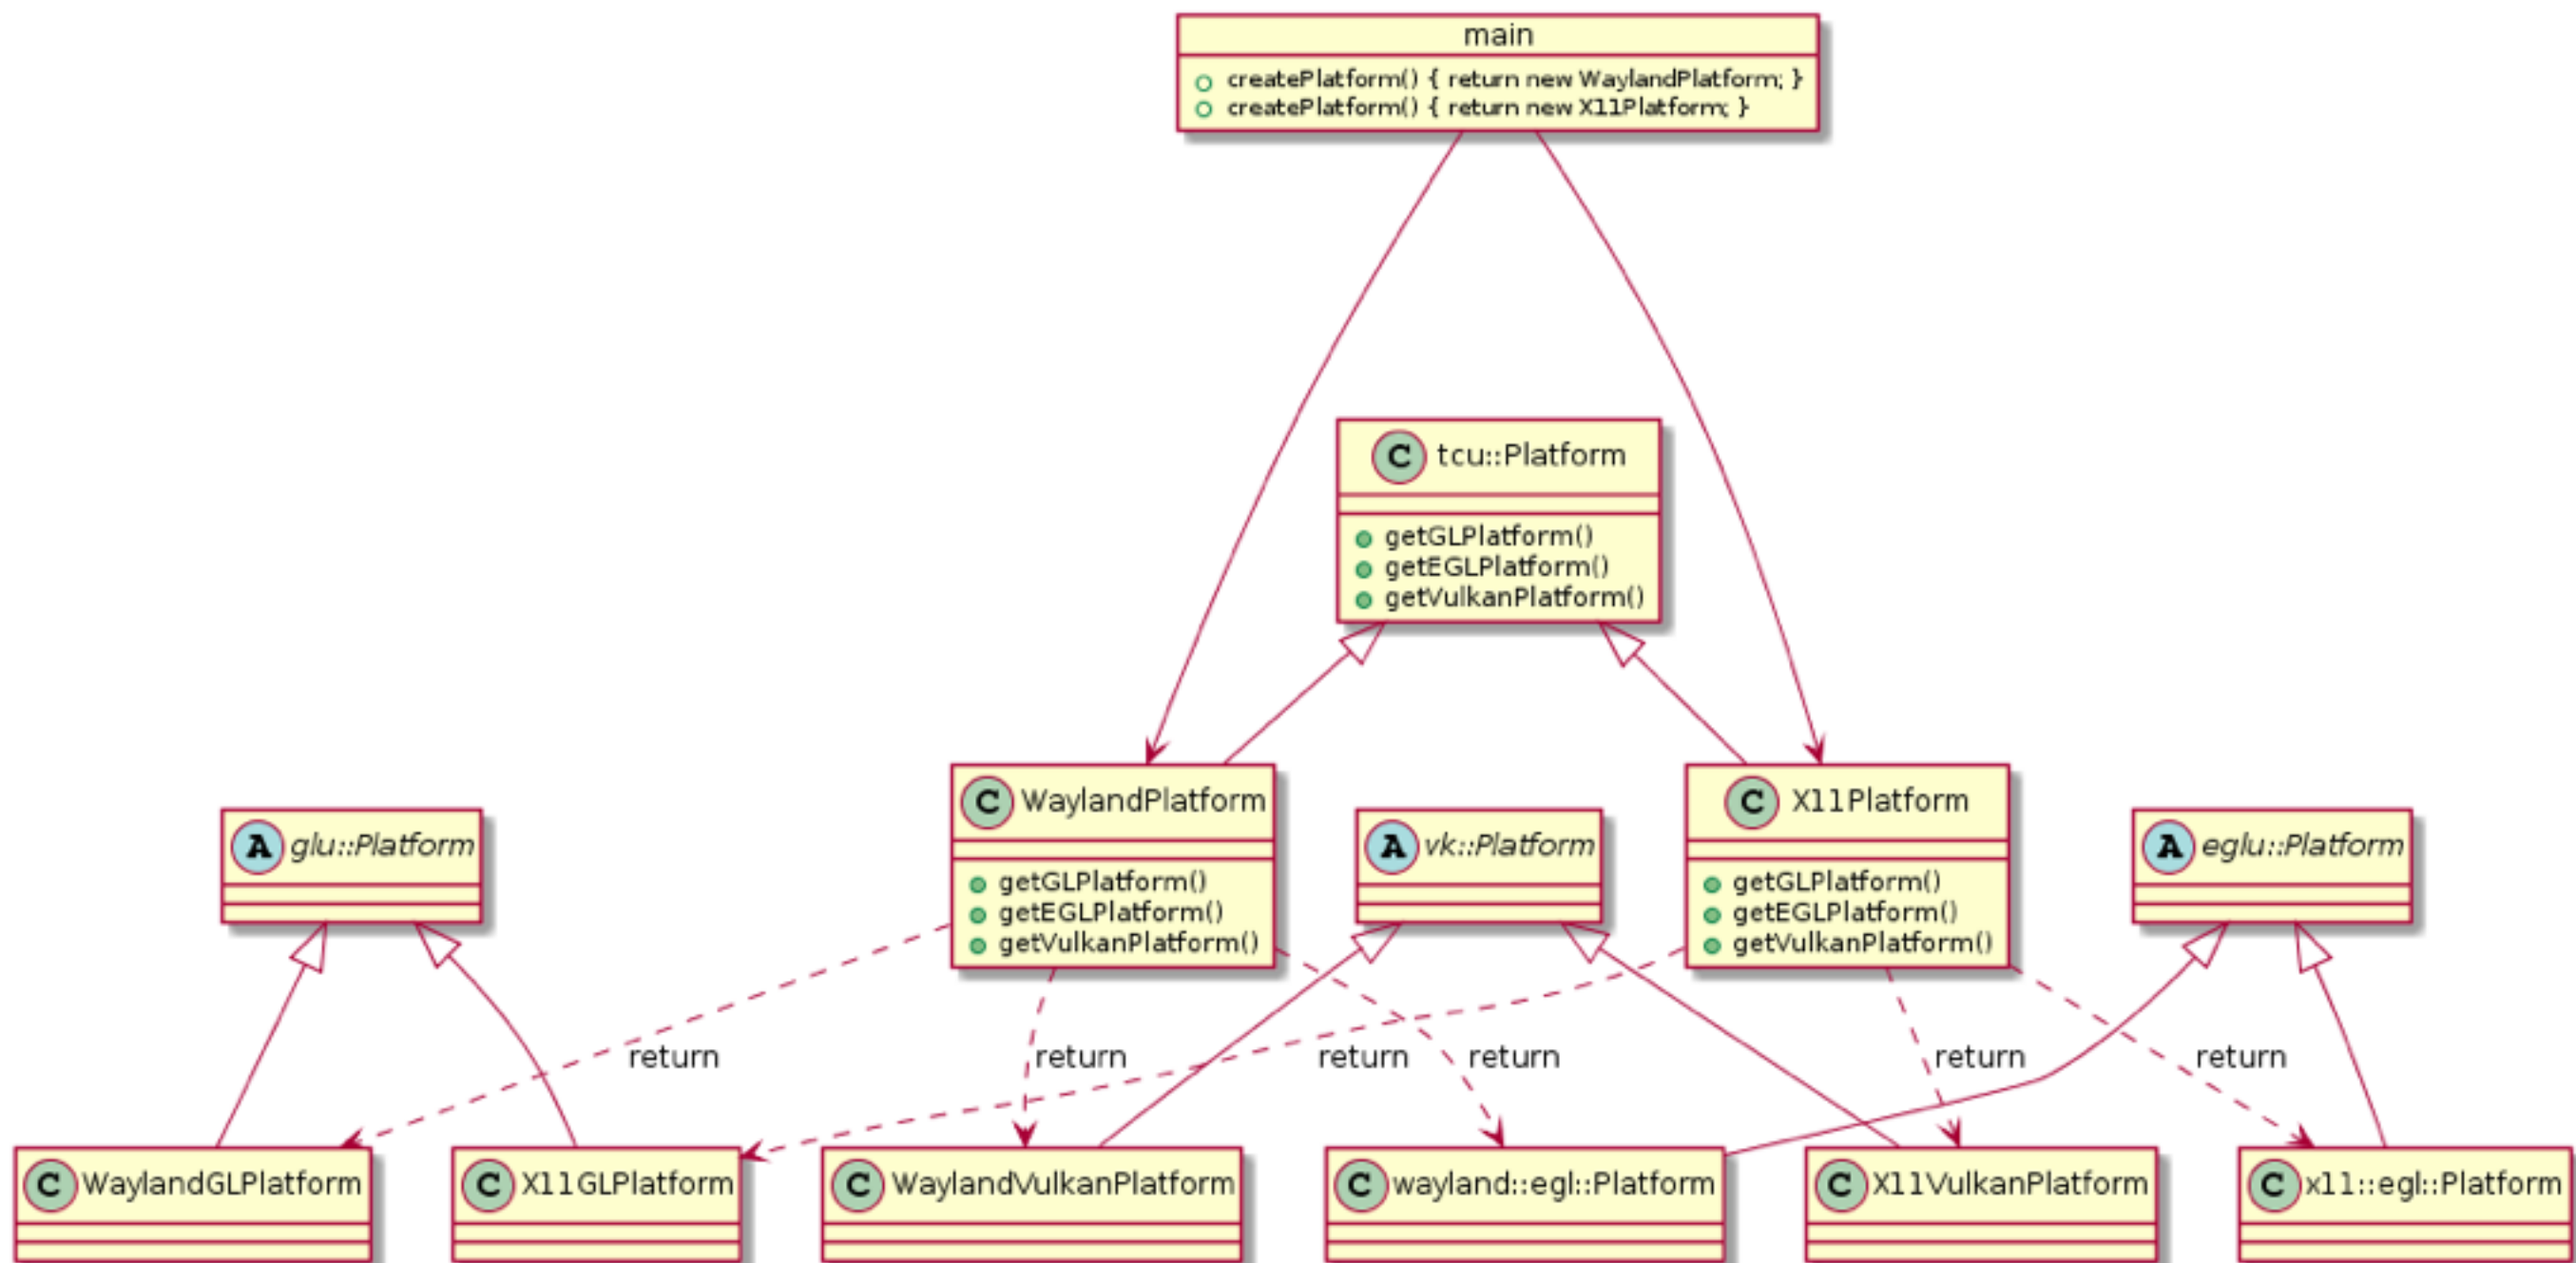 main
createPlatform() { return new WaylandPlatform; }
createPlatform() { return new X11Platform; }
C tcu::Platform
getGLPlatform()
getEGLPlatform()
getVulkanPlatform()
A glu::Platform
C WaylandPlatform
getGLPlatform()
getEGLPlatform()
getVulkanPlatform()
A vk::Platform
C X11Platform
getGLPlatform()
getEGLPlatform()
getVulkanPlatform()
A eglu::Platform
return
return
return
return
return
return
C WaylandGLPlatform
C X11GLPlatform
C WaylandVulkanPlatform
C wayland::egl::Platform
C X11VulkanPlatform
C x11::egl::Platform